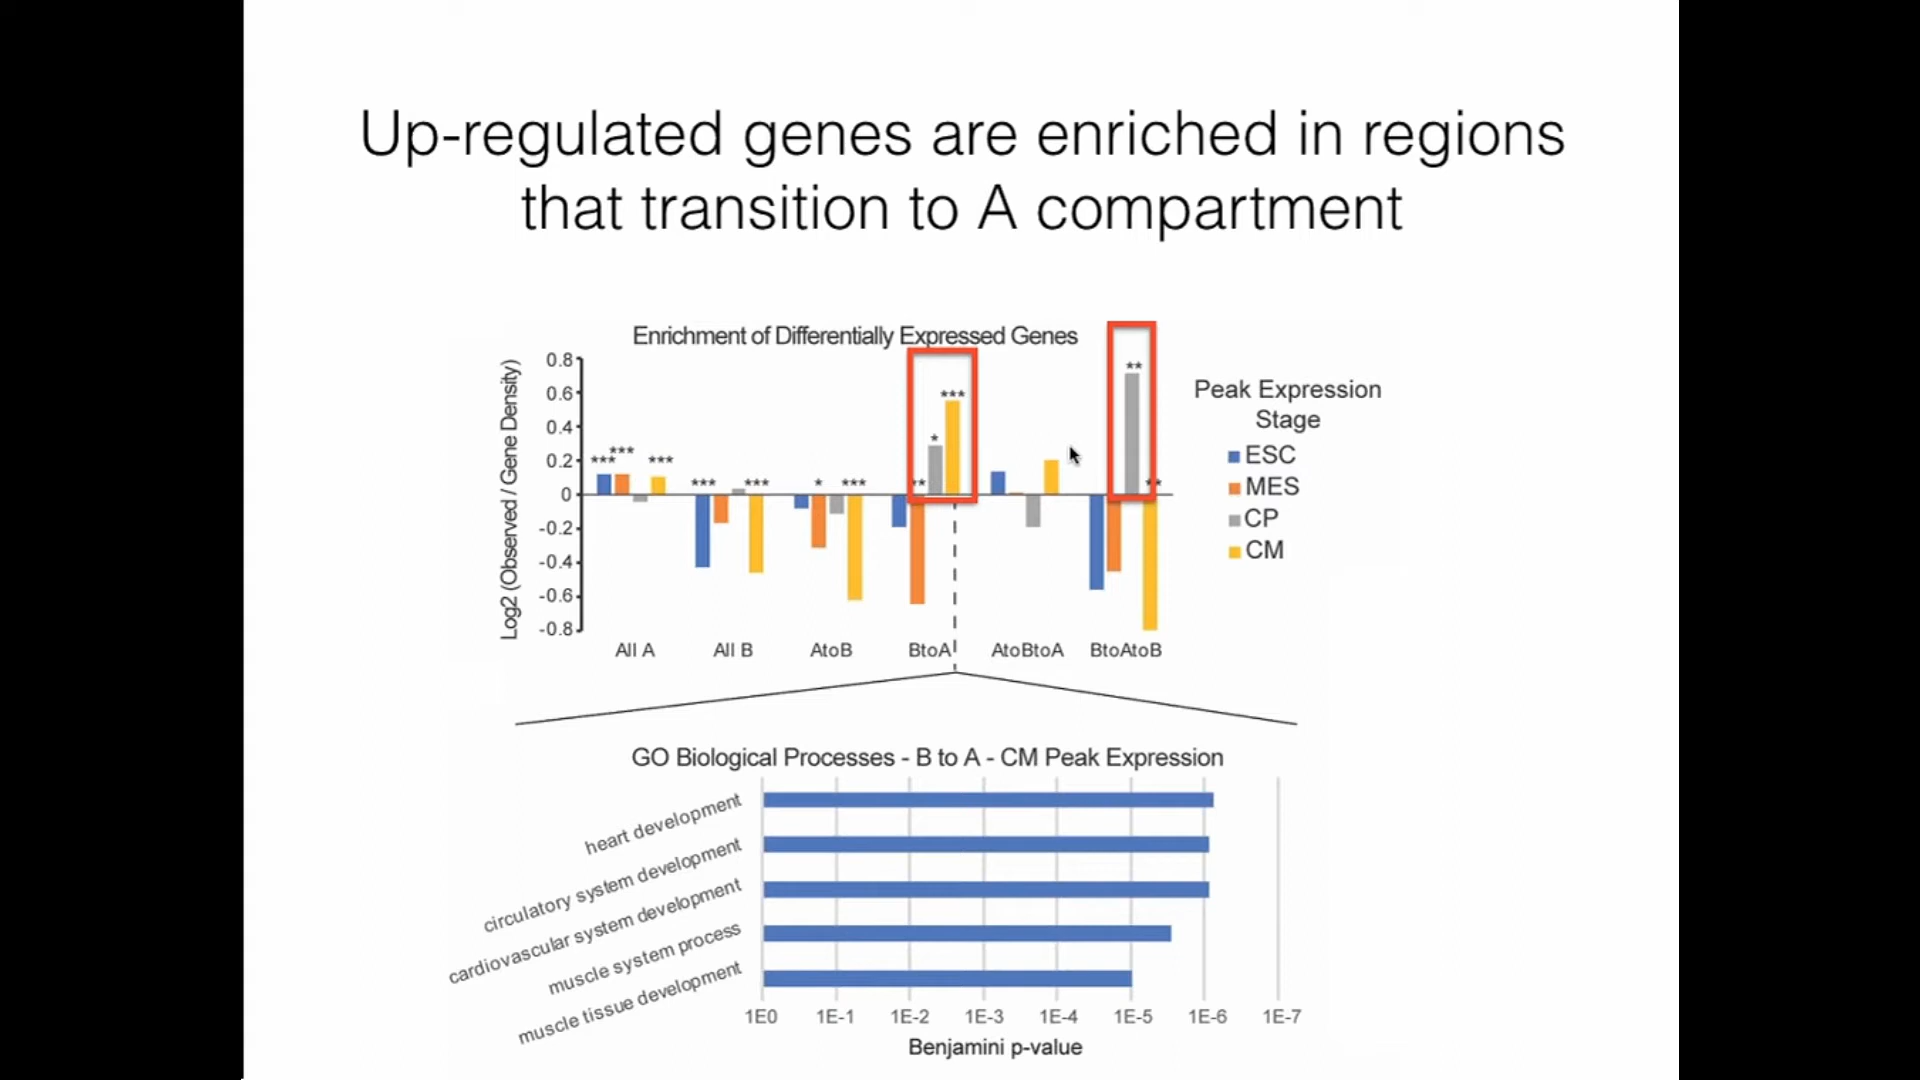 Up-regulated genes are enriched in regions
that transition to A compartment
Enrichment of Differentially Expressed Genes
Log2 (Observed / Gene Density)
0.8
0.6
0.4
0.2
0
-0.2
-0.4
-0.6
-0.8
*** *** ***
*** ***
* ***
** * ***
** **
All A AllB AtoB BtoA AtoBtoA BtoAtoB
Peak Expression
Stage
ESC
MES
CP
CM
GO Biological Processes - B to A - CM Peak Expression
heart development
circulatory system development
cardiovascular system development
muscle system process
muscle tissue development
1E0 1E-1 1E-2 1E-3 1E-4 1E-5 1E-6 1E-7
Benjamini p-value